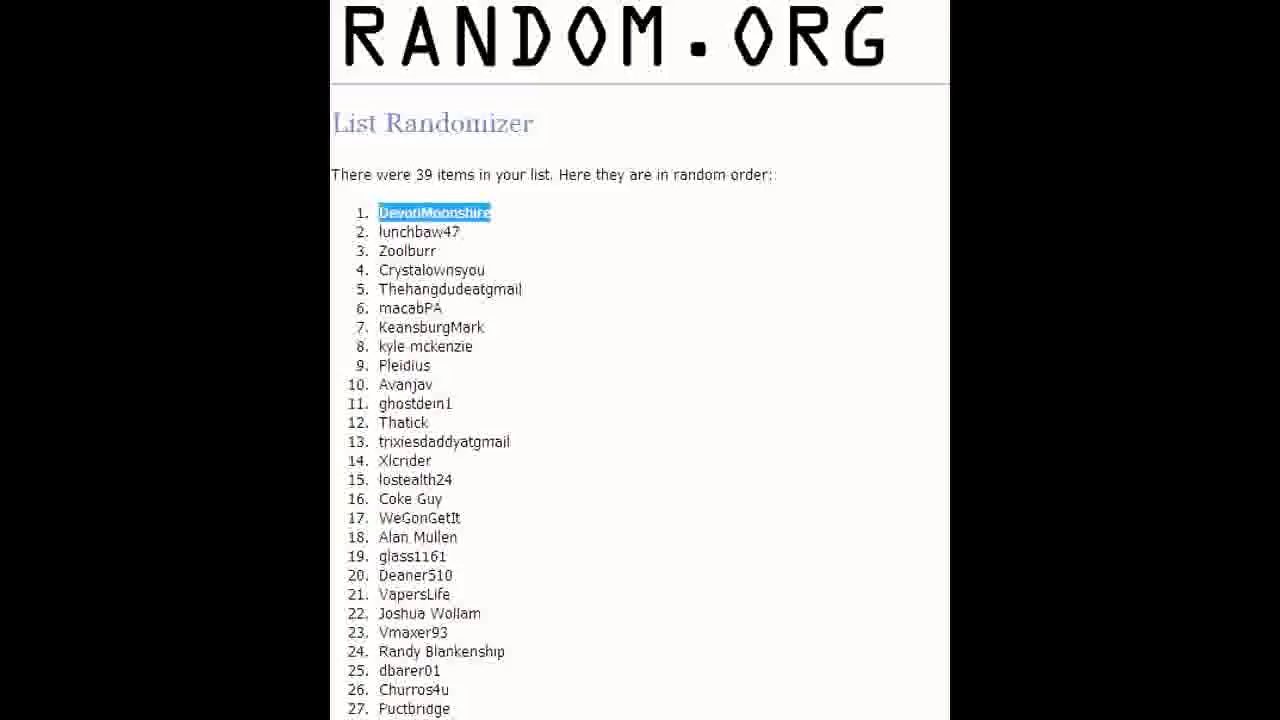 RANDOM.ORG
List Randomizer
There were 39 items in your list. Here they are in random order:
1. DevotiMoonshire
2. lunchbaw47
3. Zoolburr
4. Crystalownsyou
5. Thehangdudeatgmail
6. macabPA
7. KeansburgMark
8. kyle mckenzie
9. Pleidius
10. Avanjav
11. ghostdein1
12. Thatick
13. trixiesdaddyatgmail
14. Xlcrider
15. lostealth24
16. Coke Guy
17. WeGonGetIt
18. Alan Mullen
19. glass1161
20. Deaner510
21. VapersLife
22. Joshua Wollam
23. Vmaxer93
24. Randy Blankenship
25. dbarer01
26. Churros4u
27. Puctbridge